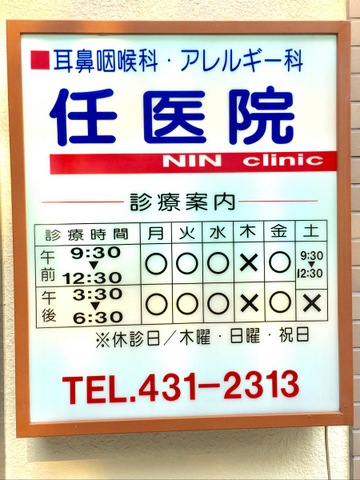 ■耳鼻咽喉科・アレルギー科
任医院
NIN clinic
診療案内
診療時間 月 火 水 木 金 土
午前 9:30▼12:30 ○ ○ ○ × ○ 9:30▼12:30
午後 3:30▼6:30 ○ ○ ○ × ○ ×
※休診日／木曜・日曜・祝日
TEL.431-2313